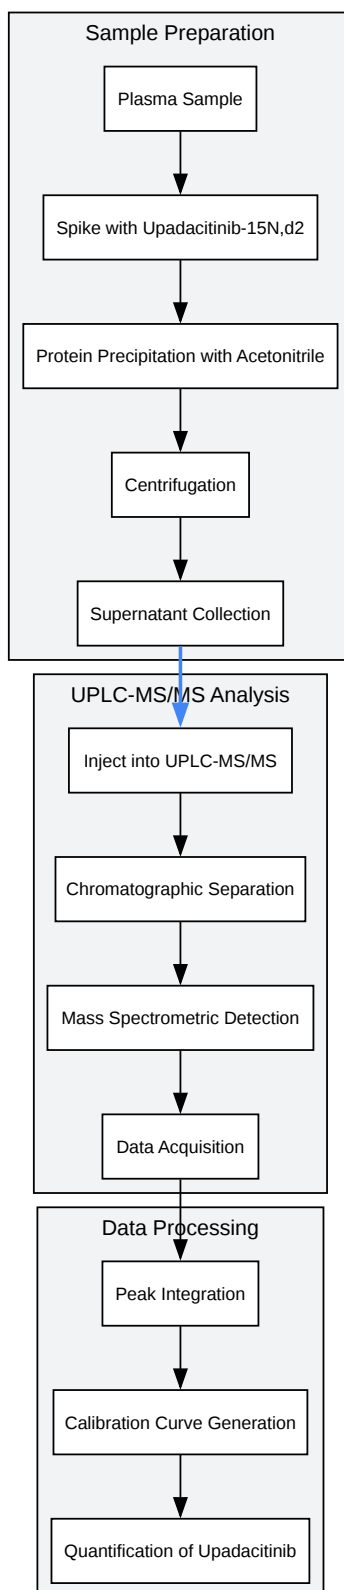 Sample Preparation
Plasma Sample
Spike with Upadacitinib-15N,d2
Protein Precipitation with Acetonitrile
Centrifugation
Supernatant Collection
UPLC-MS/MS Analysis
Inject into UPLC-MS/MS
Chromatographic Separation
Mass Spectrometric Detection
Data Acquisition
Data Processing
Peak Integration
Calibration Curve Generation
Quantification of Upadacitinib